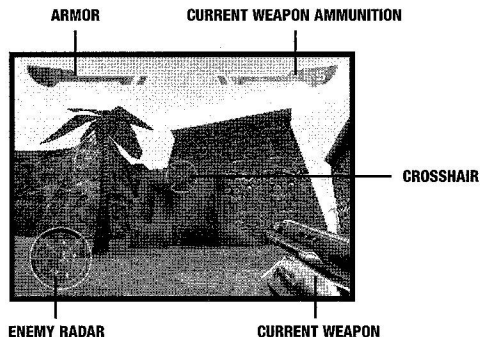 ARMOR
CURRENT WEAPON AMMUNITION
CROSSHAIR
ENEMY RADAR
CURRENT WEAPON